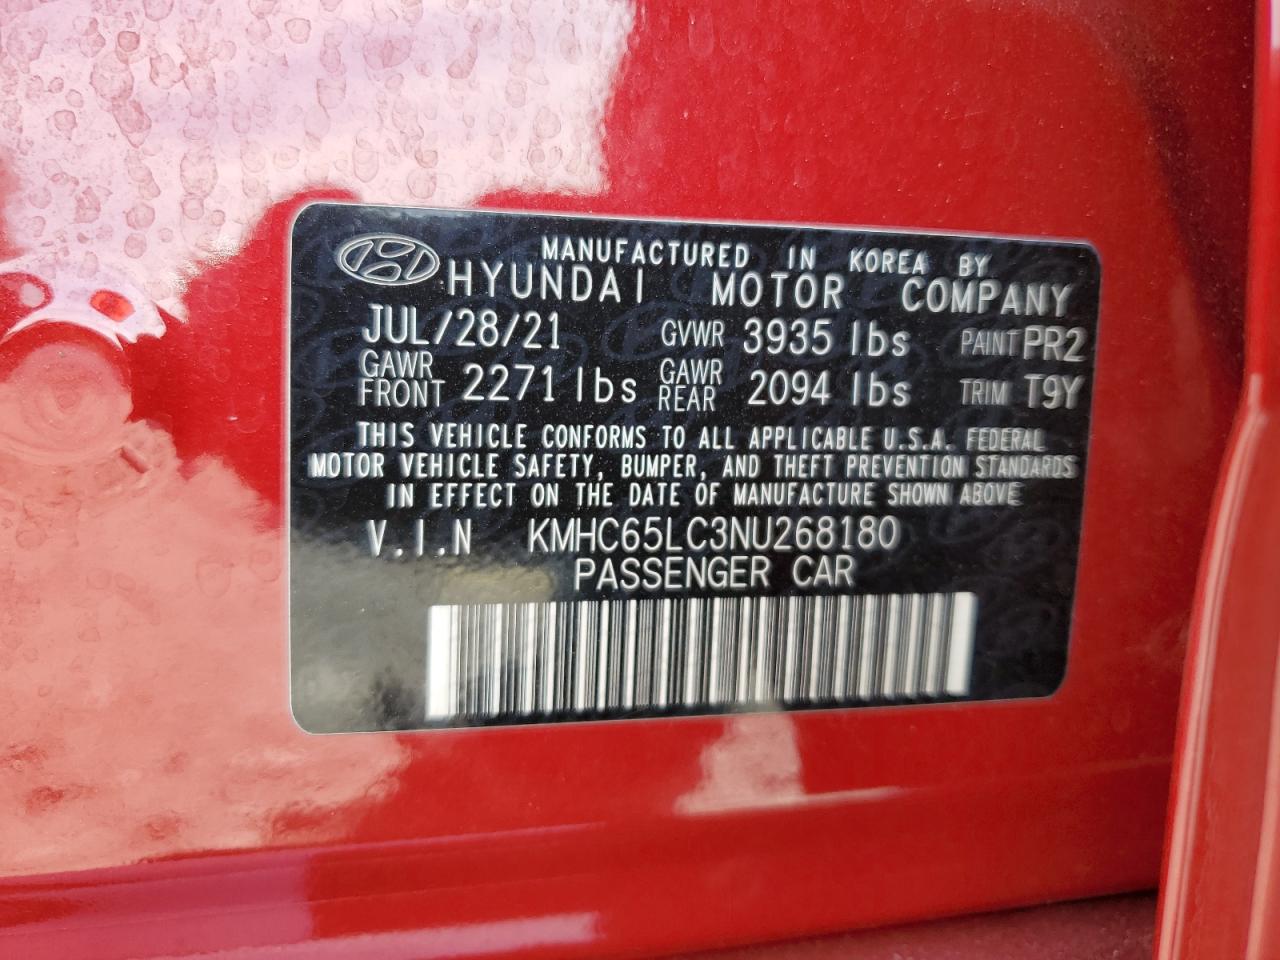 MANUFACTURED IN KOREA BY
HYUNDAI MOTOR COMPANY
JUL/28/21 GVWR 3935 lbs PAINT PR2
GAWR FRONT 2271 lbs GAWR REAR 2094 lbs TRIM T9Y
THIS VEHICLE CONFORMS TO ALL APPLICABLE U.S.A. FEDERAL
MOTOR VEHICLE SAFETY, BUMPER, AND THEFT PREVENTION STANDARDS
IN EFFECT ON THE DATE OF MANUFACTURE SHOWN ABOVE
V.I.N KMHC65LC3NU268180
PASSENGER CAR